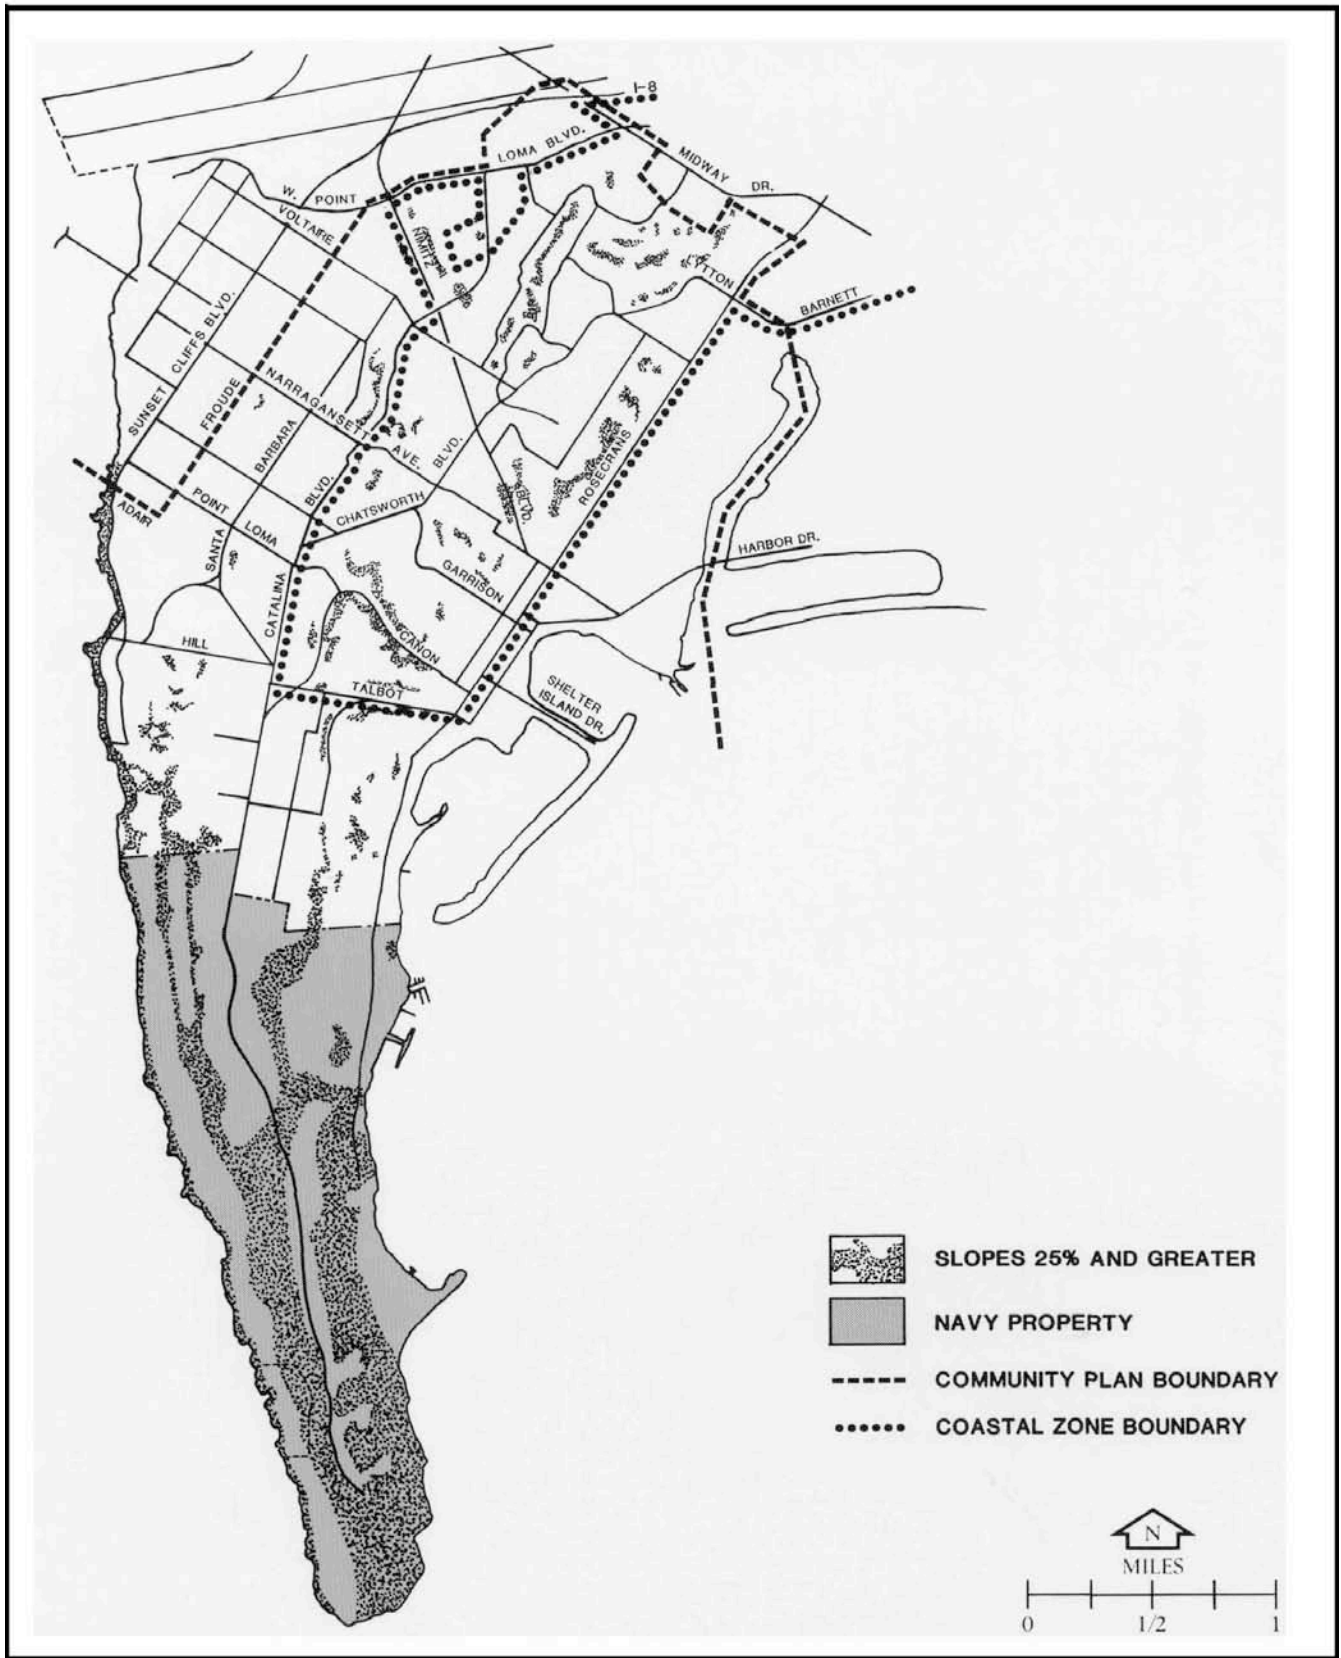 I-8
LOMA BLVD.
MIDWAY
DR.
W.
POINT
VOLTAIRE
NIMITZ
LYTTON
BARNETT
SUNSET CLIFFS BLVD.
FROUDE
NARRAGANSETT
AVE.
BARBARA
BLVD.
BLVD.
CHATSWORTH
ROSECRANS
BLVD.
ADAIR
POINT
LOMA
SANTA
GARRISON
HARBOR DR.
CATALINA
HILL
CANON
TALBOT
SHELTER
ISLAND DR.
SLOPES 25% AND GREATER
NAVY PROPERTY
COMMUNITY PLAN BOUNDARY
COASTAL ZONE BOUNDARY
N
MILES
0
1/2
1